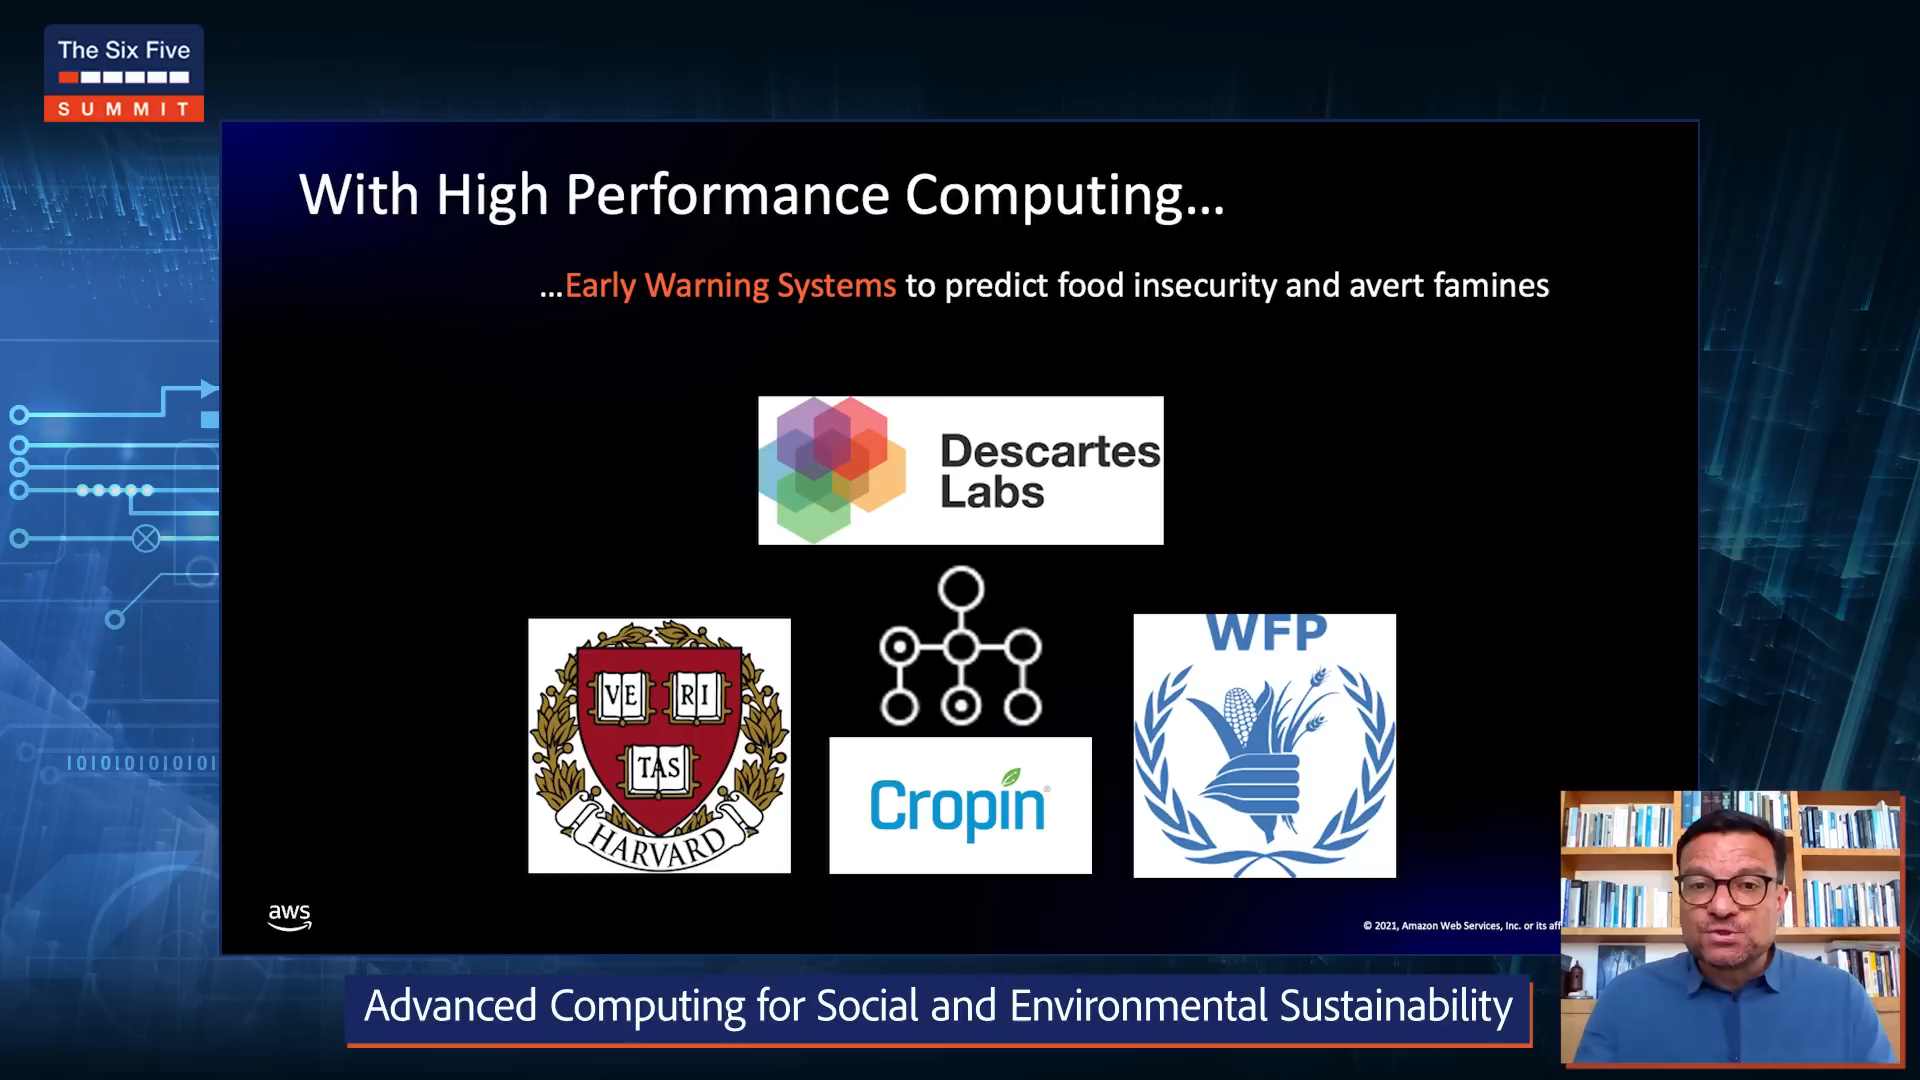 The Six Five
SUMMIT
With High Performance Computing...
...Early Warning Systems to predict food insecurity and avert famines
Descartes
Labs
VE RI
TAS
HARVARD
Cropin®
WFP
aws
© 2021, Amazon Web Services, Inc. or its aff
1010101010101
Advanced Computing for Social and Environmental Sustainability